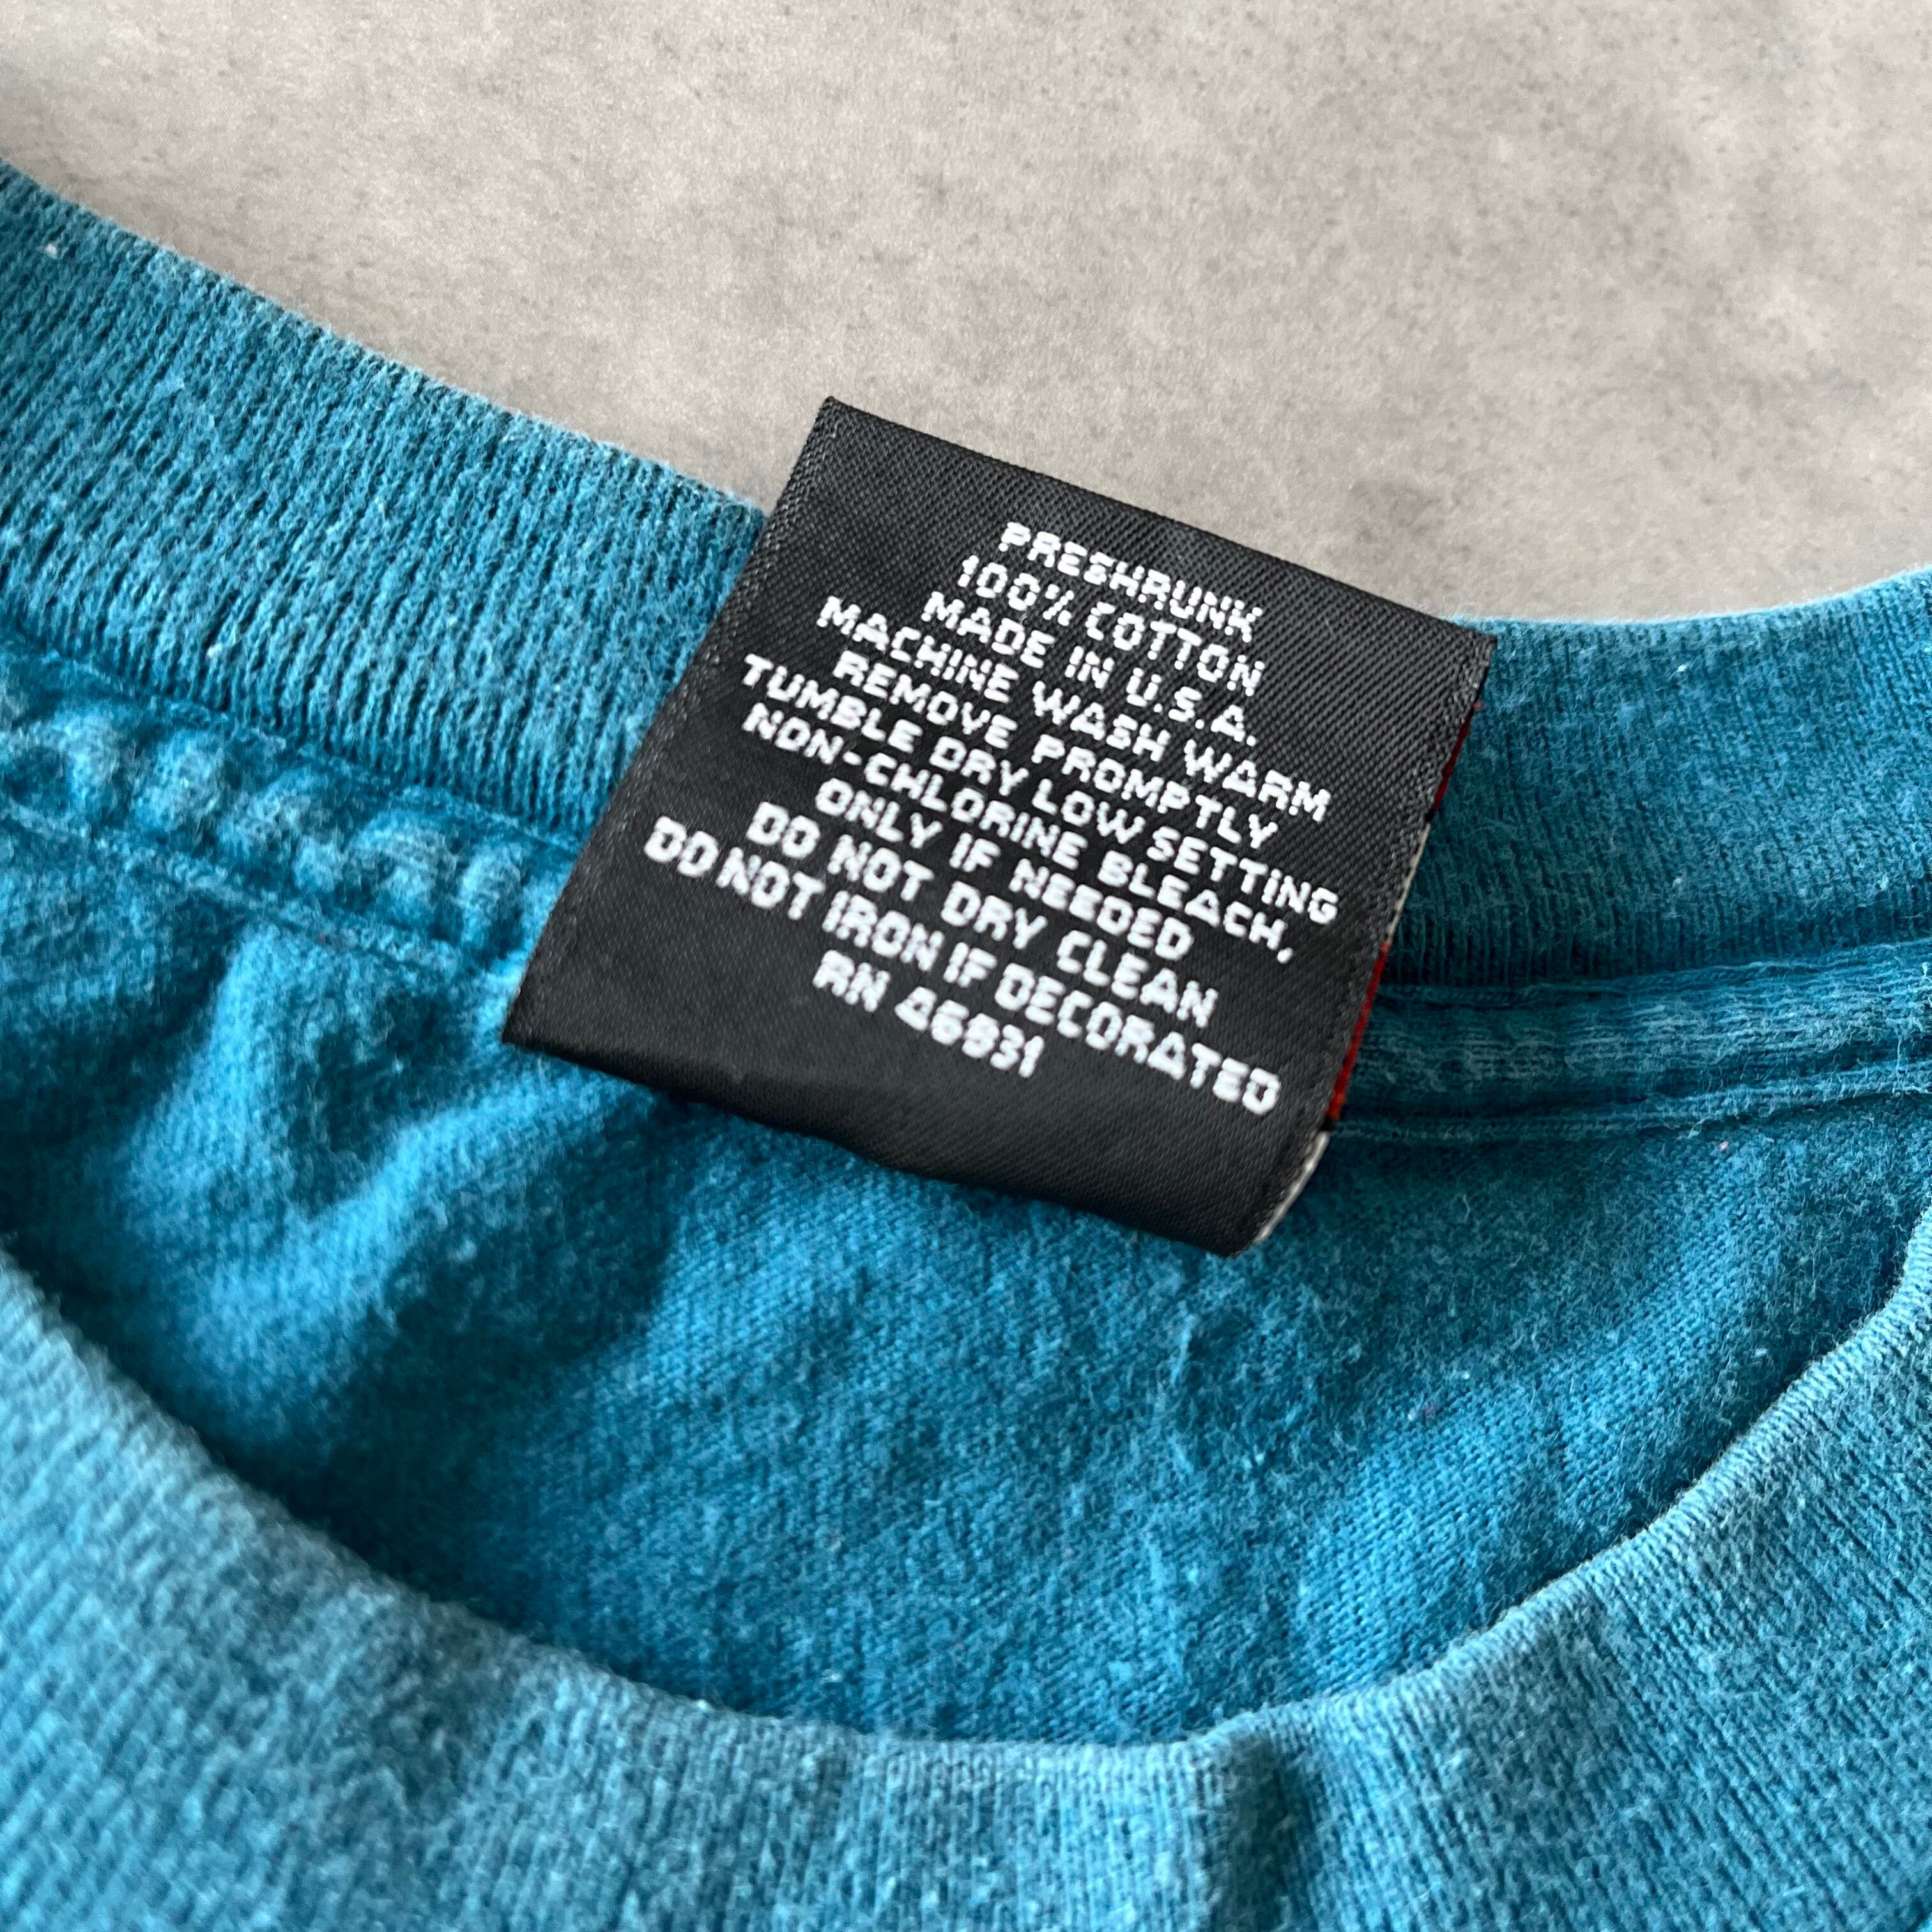 PRESHRUNK
100% COTTON
MADE IN U.S.A.
MACHINE WASH WARM
REMOVE PROMPTLY
TUMBLE DRY LOW SETTING
NON-CHLORINE BLEACH,
ONLY IF NEEDED
DO NOT DRY CLEAN
DO NOT IRON IF DECORATED
RN 46931